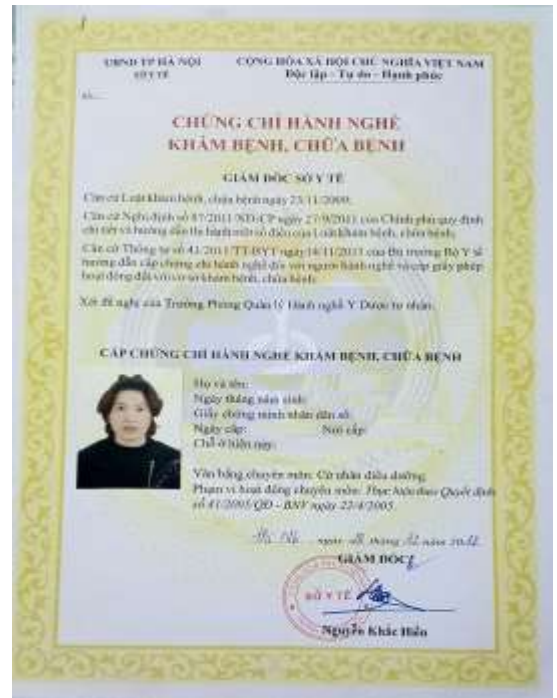 UBND TP HÀ NỘI
SỞ Y TẾ
CỘNG HÒA XÃ HỘI CHỦ NGHĨA VIỆT NAM
Độc lập - Tự do - Hạnh phúc
Số:
CHỨNG CHỈ HÀNH NGHỀ
KHÁM BỆNH, CHỮA BỆNH
GIÁM ĐỐC SỞ Y TẾ
Căn cứ Luật khám bệnh, chữa bệnh ngày 23/11/2009;
Căn cứ Nghị định số 87/2011/NĐ-CP ngày 27/9/2011 của Chính phủ quy định
chi tiết và hướng dẫn thi hành một số điều của Luật khám bệnh, chữa bệnh;
Căn cứ Thông tư số 41/2011/TT-BYT ngày 14/11/2011 của Bộ trưởng Bộ Y tế
hướng dẫn cấp chứng chỉ hành nghề đối với người hành nghề và cấp giấy phép
hoạt động đối với cơ sở khám bệnh, chữa bệnh;
Xét đề nghị của Trưởng Phòng Quản lý Hành nghề Y Dược tư nhân.
CẤP CHỨNG CHỈ HÀNH NGHỀ KHÁM BỆNH, CHỮA BỆNH
Họ và tên:
Ngày tháng năm sinh:
Giấy chứng minh nhân dân số:
Ngày cấp: Nơi cấp:
Chỗ ở hiện nay:
Văn bằng chuyên môn: Cử nhân điều dưỡng
Phạm vi hoạt động chuyên môn: Thực hiện theo Quyết định
số 41/2005/QĐ - BNV ngày 22/4/2005
Hà Nội, ngày tháng 12 năm
GIÁM ĐỐC
SỞ Y TẾ
Nguyễn Khắc Hiền